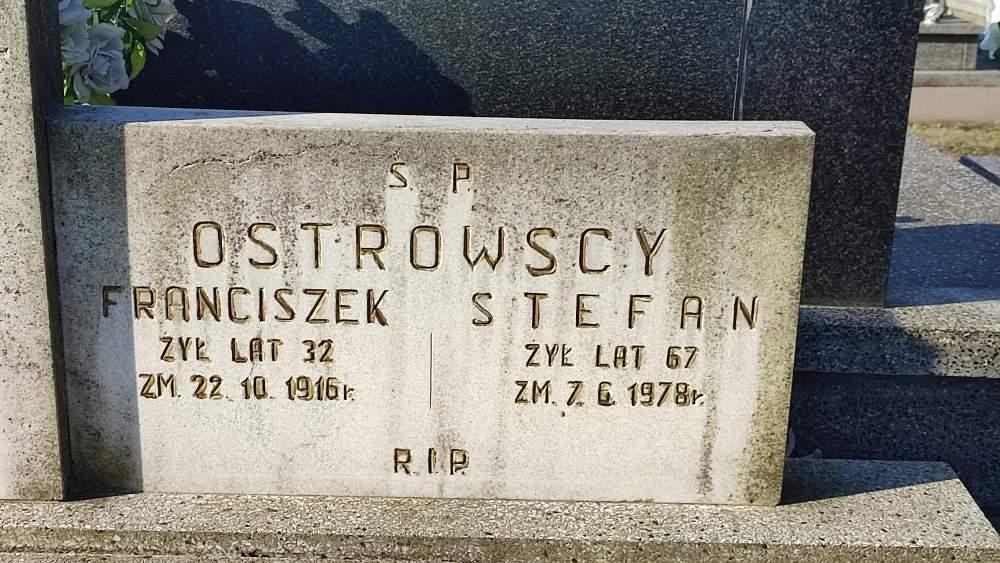 S. P.
OSTROWSCY
FRANCISZEK
ŻYŁ LAT 32
ZM. 22. 10. 1916r.
STEFAN
ŻYŁ LAT 67
ZM. 7. 6. 1978r.
R.I.P.